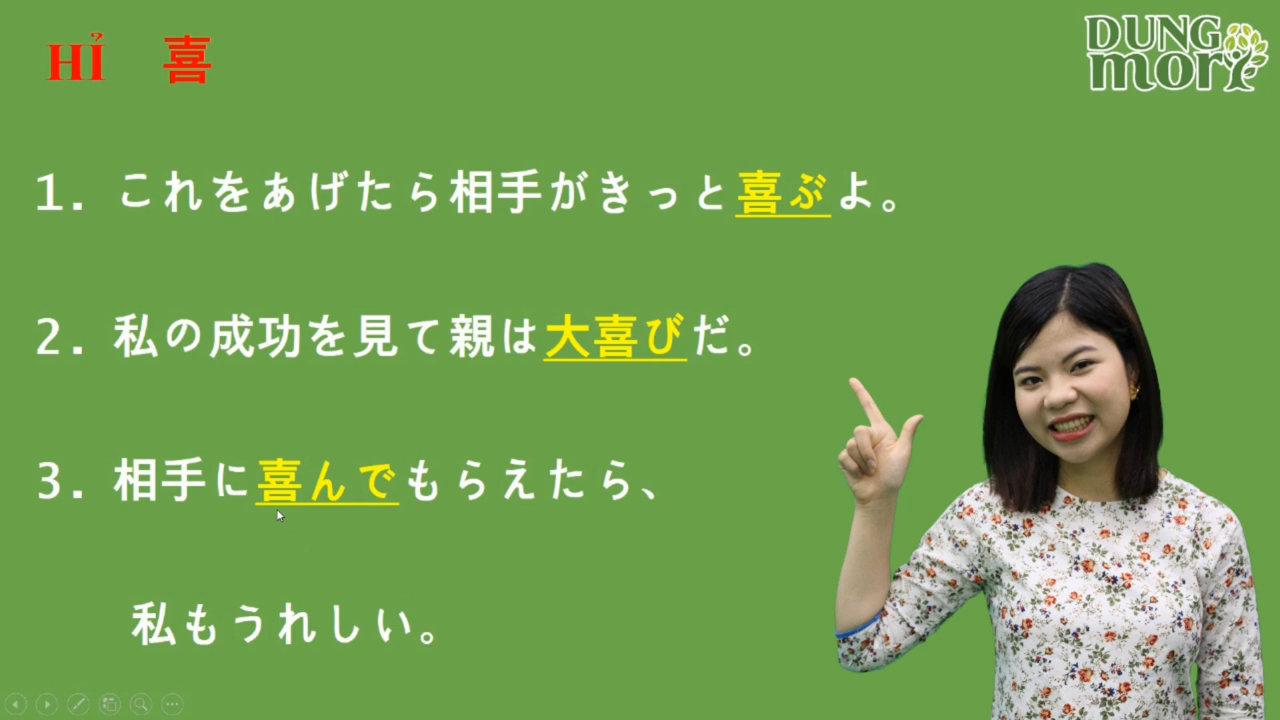 HỈ 喜
DUNG
mori
1. これをあげたら相手がきっと喜ぶよ。
2. 私の成功を見て親は大喜びだ。
3. 相手に喜んでもらえたら、
私もうれしい。